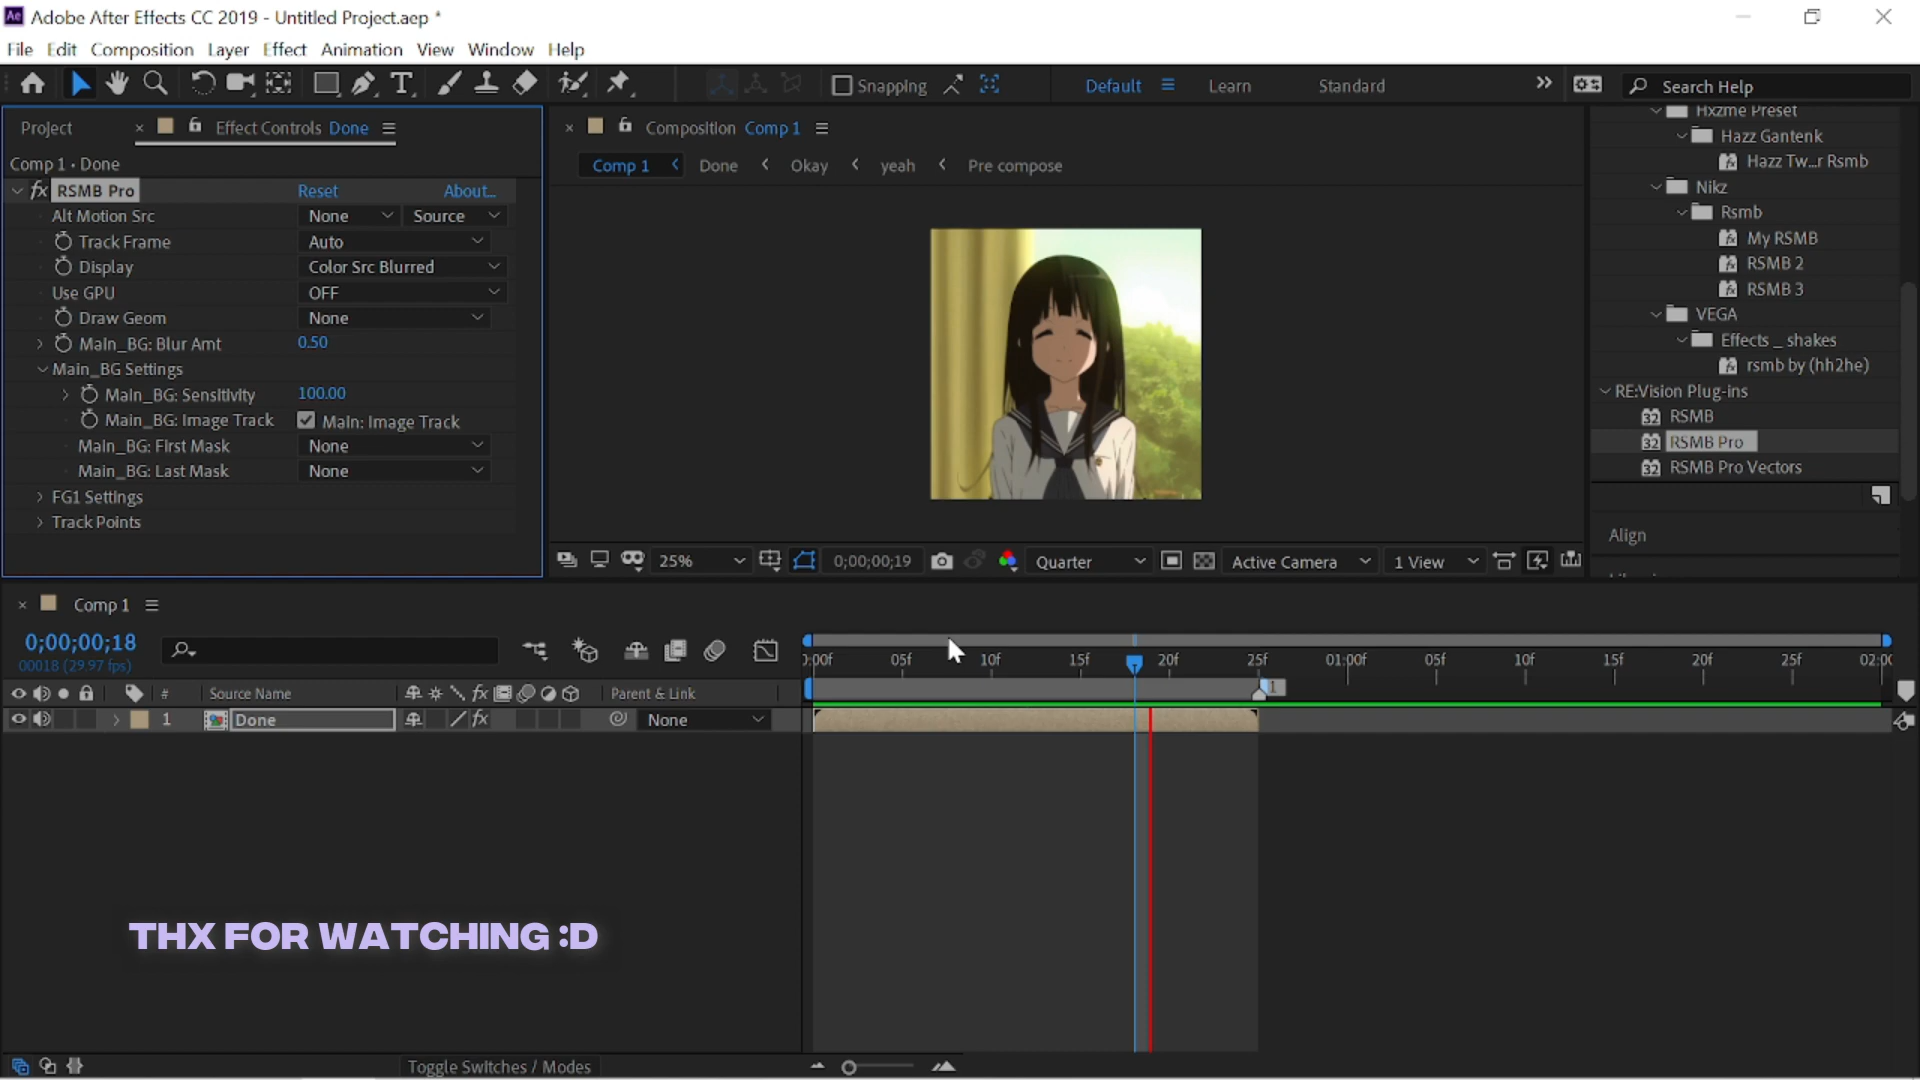 Ae Adobe After Effects CC 2019 - Untitled Project.aep *
File Edit Composition Layer Effect Animation View Window Help
Snapping Default Learn Standard Search Help
Project Effect Controls Done
Comp 1 • Done
fx RSMB Pro Reset About...
Alt Motion Src None Source
Track Frame Auto
Display Color Src Blurred
Use GPU OFF
Draw Geom None
Main_BG: Blur Amt 0.50
Main_BG Settings
Main_BG: Sensitivity 100.00
Main_BG: Image Track Main: Image Track
Main_BG: First Mask None
Main_BG: Last Mask None
FG1 Settings
Track Points
Composition Comp 1
Comp 1 Done Okay yeah Pre compose
25% 0;00;00;19 Quarter Active Camera 1 View
Hxzme Preset
Hazz Gantenk
Hazz Tw...r Rsmb
Nikz
Rsmb
My RSMB
RSMB 2
RSMB 3
VEGA
Effects _ shakes
rsmb by (hh2he)
RE:Vision Plug-ins
32 RSMB
32 RSMB Pro
32 RSMB Pro Vectors
Align
Comp 1
0;00;00;18
00018 (29.97 fps)
):00f 05f 10f 15f 20f 25f 01:00f 05f 10f 15f 20f 25f 02:00
1
# Source Name fx Parent & Link
1 Done fx None
THX FOR WATCHING :D
Toggle Switches / Modes